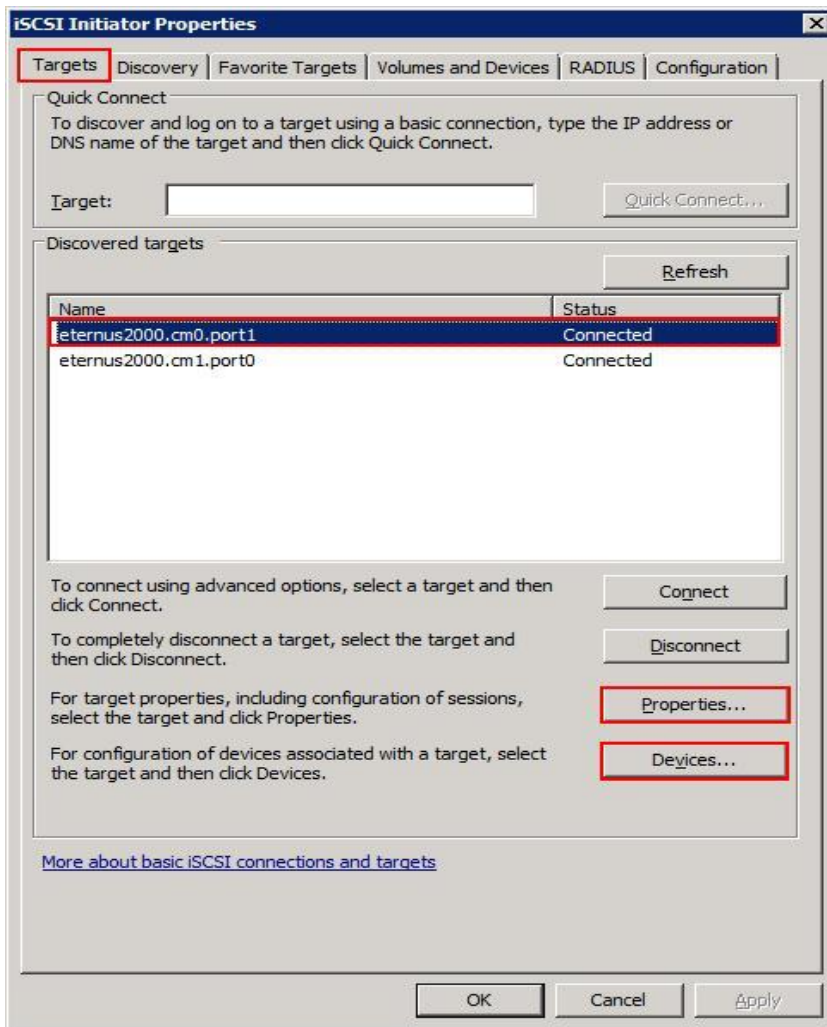 iSCSI Initiator Properties
Targets Discovery Favorite Targets Volumes and Devices RADIUS Configuration
Quick Connect
To discover and log on to a target using a basic connection, type the IP address or
DNS name of the target and then click Quick Connect.
Target:
Quick Connect...
Discovered targets
Refresh
Name Status
eternus2000.cm0.port1 Connected
eternus2000.cm1.port0 Connected
To connect using advanced options, select a target and then
click Connect.
Connect
To completely disconnect a target, select the target and
then click Disconnect.
Disconnect
For target properties, including configuration of sessions,
select the target and click Properties.
Properties...
For configuration of devices associated with a target, select
the target and then click Devices.
Devices...
More about basic iSCSI connections and targets
OK Cancel Apply